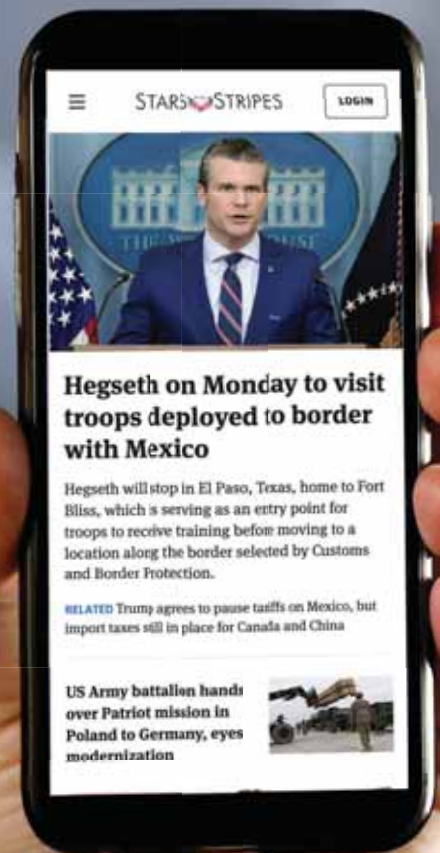 STARS STRIPES
LOGIN
THE W HOUSE
Hegseth on Monday to visit
troops deployed to border
with Mexico
Hegseth will stop in El Paso, Texas, home to Fort
Bliss, which is serving as an entry point for
troops to receive training before moving to a
location along the border selected by Customs
and Border Protection.
RELATED Trump agrees to pause tariffs on Mexico, but
import taxes still in place for Canada and China
US Army battalion hands
over Patriot mission in
Poland to Germany, eyes
modernization